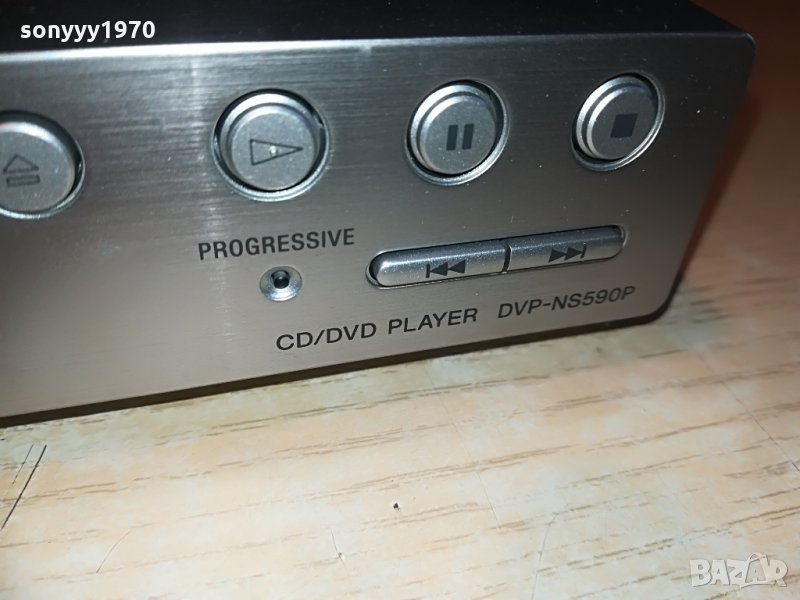 sonyyy1970
PROGRESSIVE
CD/DVD PLAYER DVP-NS590P
BAZAR